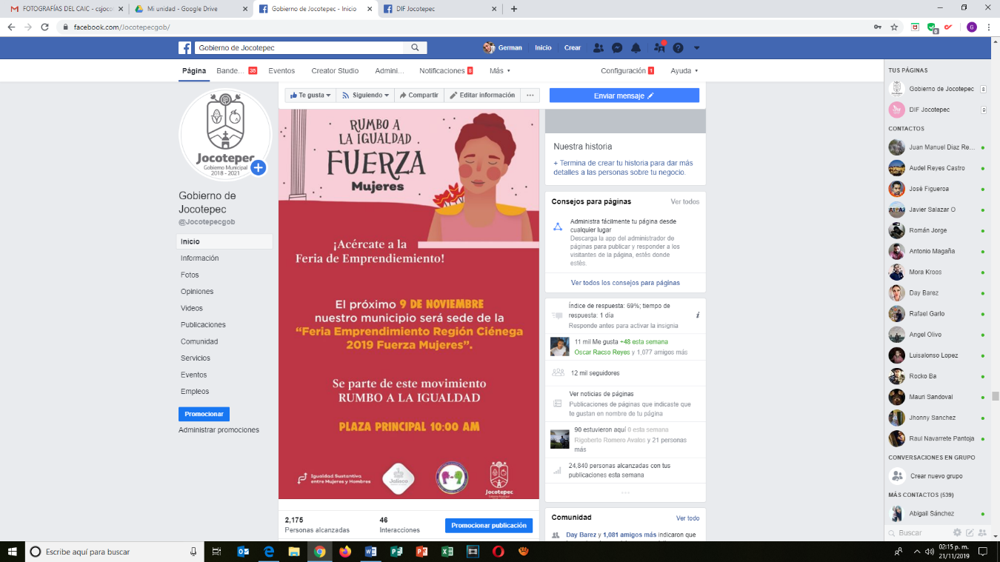 FOTOGRAFÍAS DEL CAIC - csjoco
Mi unidad - Google Drive
Gobierno de Jocotepec - Inicio
DIF Jocotepec
facebook.com/Jocotepecgob/
Gobierno de Jocotepec
German
Inicio
Crear
Página
Bande... 35
Eventos
Creator Studio
Admini...
Notificaciones 8
Más
Configuración 1
Ayuda
Te gusta
Siguiendo
Compartir
Editar información
Enviar mensaje
Jocotepec
Gobierno Municipal
2018 - 2021
Gobierno de
Jocotepec
@Jocotepecgob
Inicio
Información
Fotos
Opiniones
Videos
Publicaciones
Comunidad
Servicios
Eventos
Empleos
Promocionar
Administrar promociones
RUMBO A
LA IGUALDAD
FUERZA
Mujeres
¡Acércate a la
Feria de Emprendiemiento!
El próximo 9 DE NOVIEMBRE
nuestro municipio será sede de la
“Feria Emprendimiento Región Ciénega
2019 Fuerza Mujeres”.
Se parte de este movimiento
RUMBO A LA IGUALDAD
PLAZA PRINCIPAL 10:00 AM
Igualdad Sustantiva
entre Mujeres y Hombres
Jalisco
Jocotepec
2,175
Personas alcanzadas
46
Interacciones
Promocionar publicación
Nuestra historia
+ Termina de crear tu historia para dar más
detalles a las personas sobre tu negocio.
Consejos para páginas
Ver todos
Administra fácilmente tu página desde
cualquier lugar
Descarga la app del administrador de
páginas para publicar y responder a los
visitantes de la página, estés donde
estés.
Ver todos los consejos para páginas
Índice de respuesta: 69%; tiempo de
respuesta: 1 día
Responde antes para activar la insignia
11 mil Me gusta +48 esta semana
Oscar Racso Reyes y 1,077 amigos más
12 mil seguidores
Ver noticias de páginas
Publicaciones de páginas que indicaste que
te gustan en nombre de tu página
90 estuvieron aquí 0 esta semana
Rigoberto Romero Avalos y 21 personas
más
24,840 personas alcanzadas con tus
publicaciones esta semana
Comunidad
Ver todo
Day Barez y 1,081 amigos más indicaron que
TUS PÁGINAS
Gobierno de Jocotepec 8
DIF Jocotepec 9
CONTACTOS
Juan Manuel Diaz Re...
Audel Reyes Castro
José Figueroa
Javier Salazar O
Román Jorge
Antonio Magaña
Mora Kroos
Day Barez
Rafael Garlo
Angel Olivo
Luisalonso Lopez
Rocko Ba
Mauri Sandoval
Jhonny Sanchez
Raul Navarrete Pantoja
CONVERSACIONES EN GRUPO
Crear nuevo grupo
MÁS CONTACTOS (539)
Abigail Sánchez
Buscar
Escribe aquí para buscar
02:15 p. m.
21/11/2019